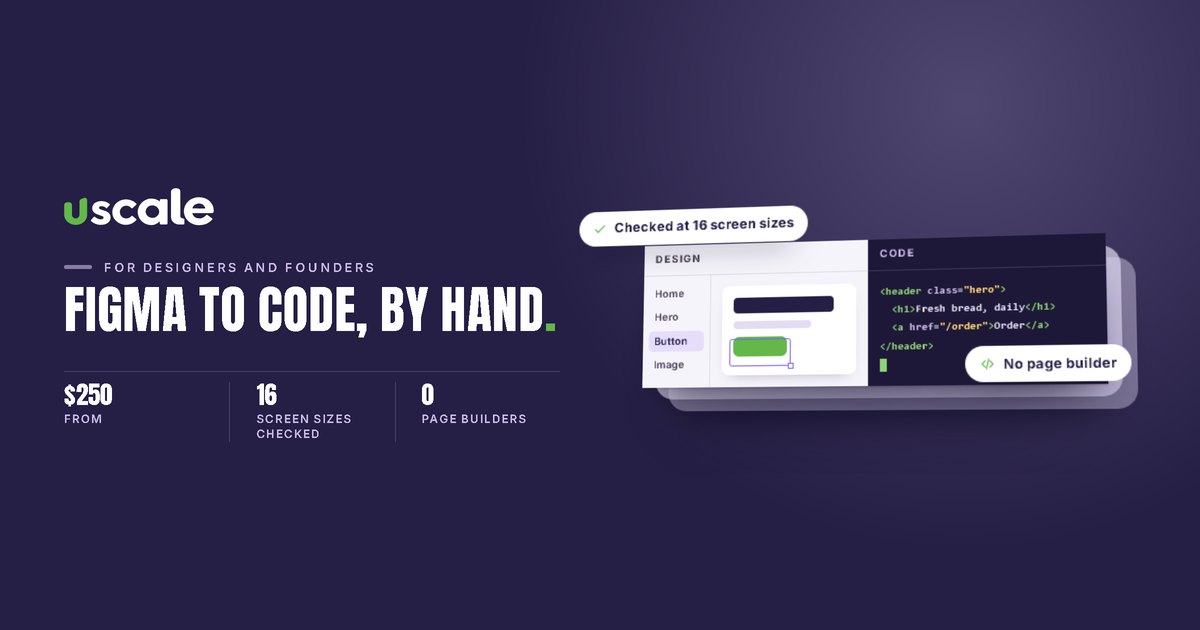 uscale
FOR DESIGNERS AND FOUNDERS
FIGMA TO CODE, BY HAND.
$250
FROM
16
SCREEN SIZES
CHECKED
0
PAGE BUILDERS
Checked at 16 screen sizes
DESIGN
Home
Hero
Button
Image
CODE
<header class="hero">
<h1>Fresh bread, daily</h1>
<a href="/order">Order</a>
</header>
No page builder